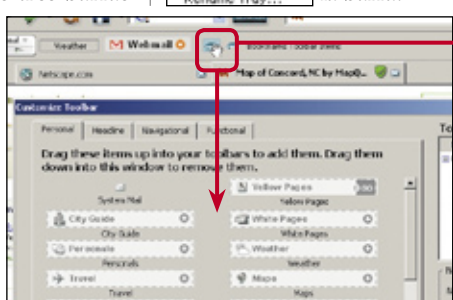 Rename Tray...
Weather Webmail Bookmarks Toolbar Items
Netscape.com Map of Concord, NC by MapQ...
Customize Toolbar
Personal Headline Navigational Functional
Drag these items up into your toolbars to add them. Drag them
down into this window to remove them.
Yellow Pages
System Mail Yellow Pages
City Guide White Pages
City Guide White Pages
Personals Weather
Personals Weather
Travel Maps
Travel Maps